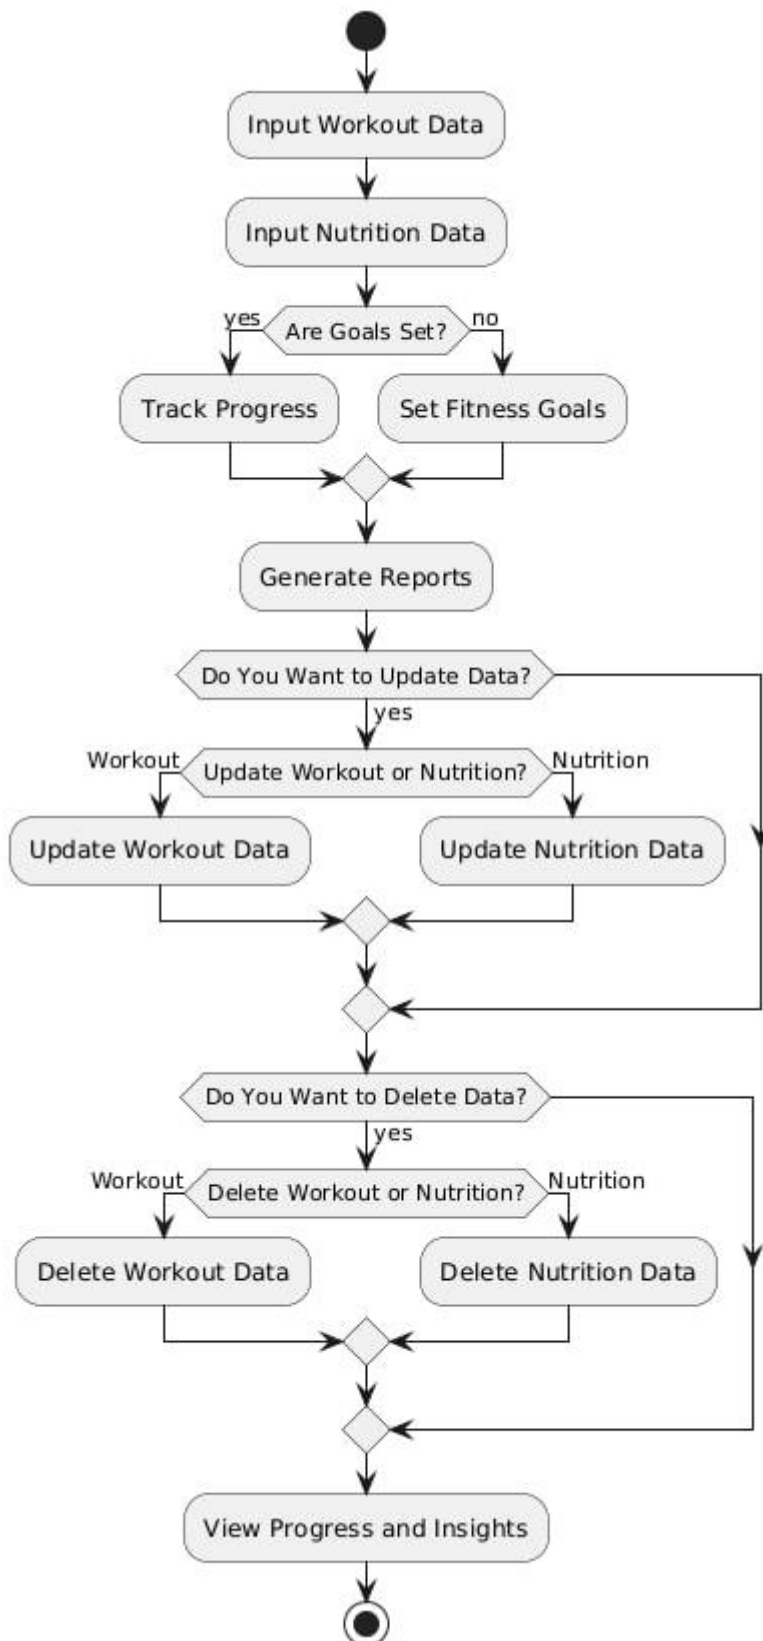 Input Workout Data
Input Nutrition Data
yes
Are Goals Set?
no
Track Progress
Set Fitness Goals
Generate Reports
Do You Want to Update Data?
yes
Workout
Update Workout or Nutrition?
Nutrition
Update Workout Data
Update Nutrition Data
Do You Want to Delete Data?
yes
Workout
Delete Workout or Nutrition?
Nutrition
Delete Workout Data
Delete Nutrition Data
View Progress and Insights